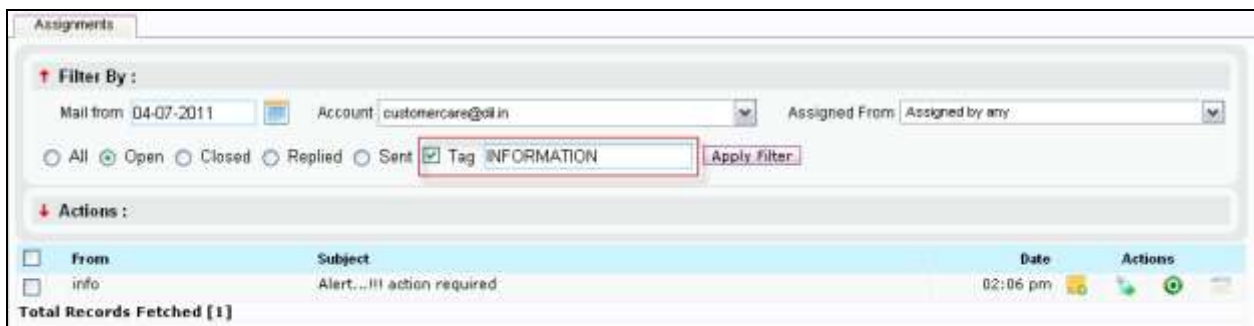 Assignments
Filter By :
Mail from 04-07-2011 Account customercare@cil.in Assigned From Assigned by any
All Open Closed Replied Sent Tag INFORMATION Apply Filter
Actions :
From Subject Date Actions
info Alert...!!! action required 02:06 pm
Total Records Fetched [1]